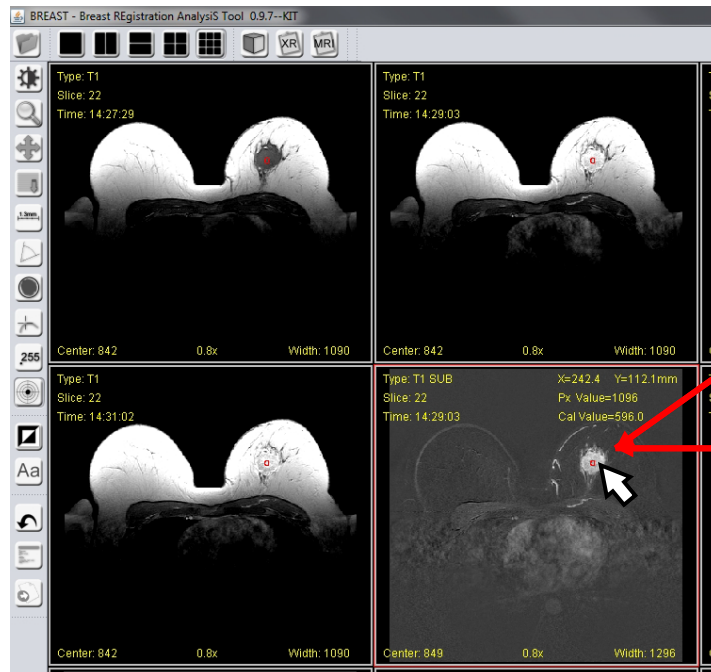 BREAST - Breast REgistration AnalysiS Tool 0.9.7--KIT
XR MRI
1.3mm
255
Aa
Type: T1
Slice: 22
Time: 14:27:29
Center: 842 0.8x Width: 1090
Type: T1
Slice: 22
Time: 14:29:03
Center: 842 0.8x Width: 1090
Type: T1
Slice: 22
Time: 14:31:02
Center: 842 0.8x Width: 1090
Type: T1 SUB X=242.4 Y=112.1mm
Slice: 22 Px Value=1096
Time: 14:29:03 Cal Value=596.0
Center: 849 0.8x Width: 1296